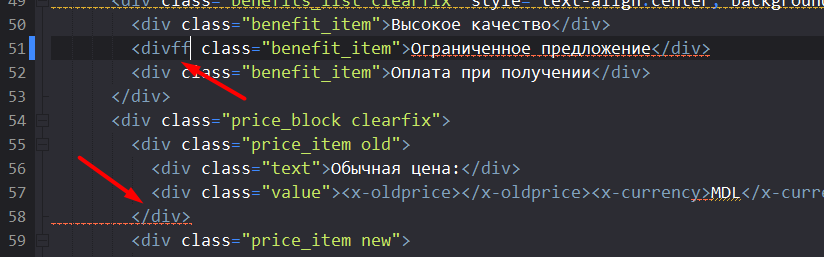 49 <div class="benefits_list clearfix" style="text-align:center; background
50 <div class="benefit_item">Высокое качество</div>
51 <divff class="benefit_item">Ограниченное предложение</div>
52 <div class="benefit_item">Оплата при получении</div>
53 </div>
54 <div class="price_block clearfix">
55 <div class="price_item old">
56 <div class="text">Обычная цена:</div>
57 <div class="value"><x-oldprice></x-oldprice><x-currency>MDL</x-curre
58 </div>
59 <div class="price_item new">